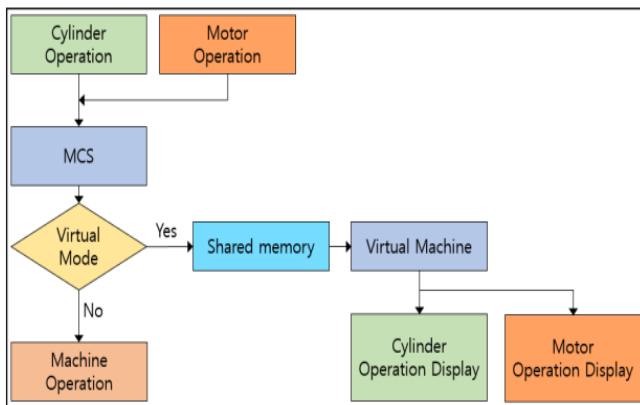 Cylinder
Operation
Motor
Operation
MCS
Virtual
Mode
Yes
Shared memory
Virtual Machine
No
Machine
Operation
Cylinder
Operation Display
Motor
Operation Display